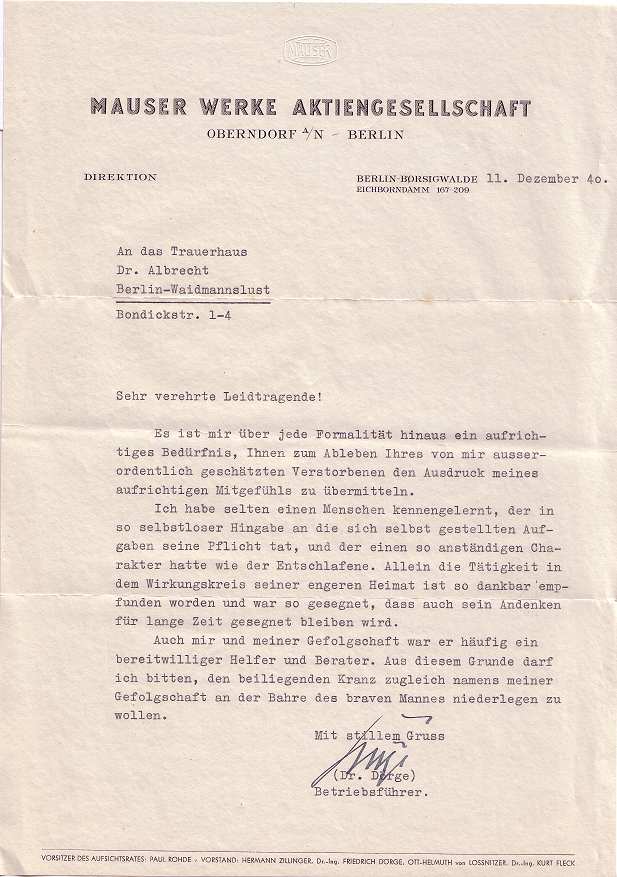 MAUSER
MAUSER WERKE AKTIENGESELLSCHAFT
OBERNDORF A/N - BERLIN
DIREKTION
BERLIN-BORSIGWALDE 11. Dezember 40.
EICHBORNDAMM 167-209
An das Trauerhaus
Dr. Albrecht
Berlin-Waidmannslust
Bondickstr. 1-4
Sehr verehrte Leidtragende!
Es ist mir über jede Formalität hinaus ein aufrich-
tiges Bedürfnis, Ihnen zum Ableben Ihres von mir ausser-
ordentlich geschätzten Verstorbenen den Ausdruck meines
aufrichtigen Mitgefühls zu übermitteln.
Ich habe selten einen Menschen kennengelernt, der in
so selbstloser Hingabe an die sich selbst gestellten Auf-
gaben seine Pflicht tat, und der einen so anständigen Cha-
rakter hatte wie der Entschlafene. Allein die Tätigkeit in
dem Wirkungskreis seiner engeren Heimat ist so dankbar emp-
funden worden und war so gesegnet, dass auch sein Andenken
für lange Zeit gesegnet bleiben wird.
Auch mir und meiner Gefolgschaft war er häufig ein
bereitwilliger Helfer und Berater. Aus diesem Grunde darf
ich bitten, den beiliegenden Kranz zugleich namens meiner
Gefolgschaft an der Bahre des braven Mannes niederlegen zu
wollen.
Mit stillem Gruss
(Dr. Dörge)
Betriebsführer.
VORSITZER DES AUFSICHTSRATES: PAUL ROHDE - VORSTAND: HERMANN ZILLINGER, Dr.-Ing. FRIEDRICH DÖRGE, OTT-HELMUTH von LOSSNITZER, Dr.-Ing. KURT FLECK